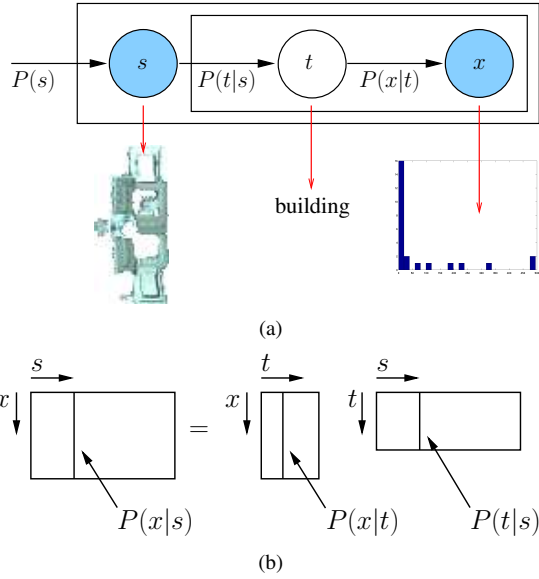 s t x
P(s) P(t|s) P(x|t)
building
(a)
s t s
x = x t
P(x|s) P(x|t) P(t|s)
(b)